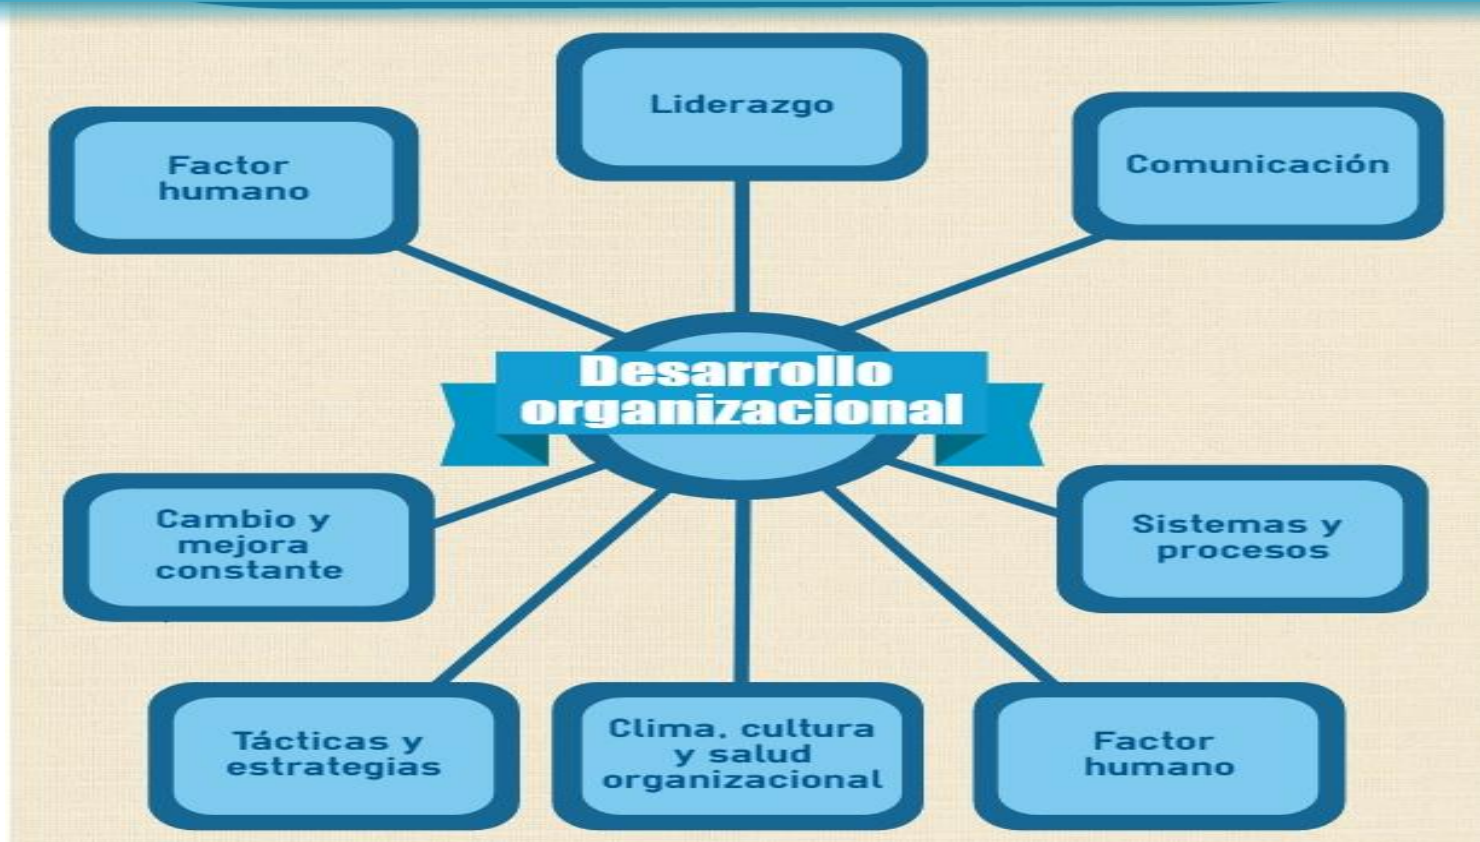 Liderazgo
Factor
humano
Comunicación
Desarrollo
organizacional
Cambio y
mejora
constante
Sistemas y
procesos
Tácticas y
estrategias
Clima, cultura
y salud
organizacional
Factor
humano